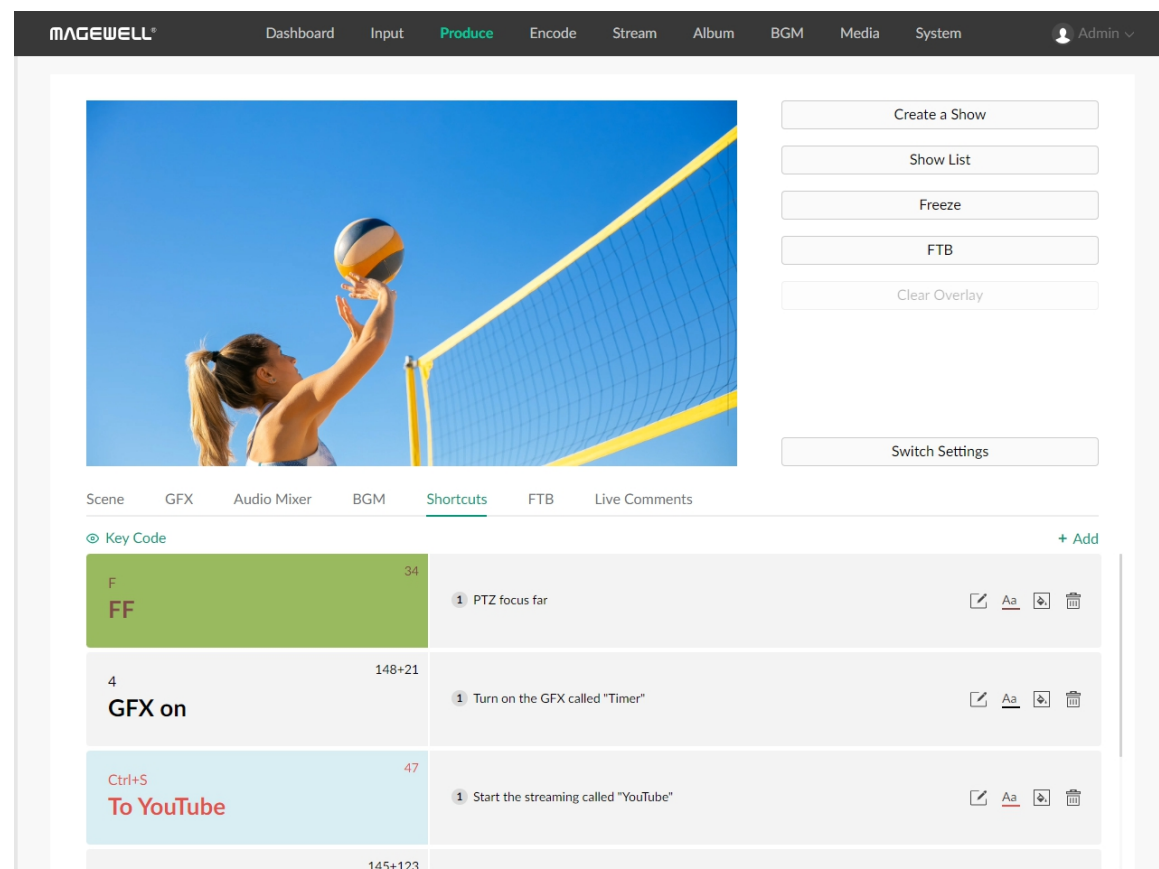 MAGEWELL®
Dashboard Input Produce Encode Stream Album BGM Media System Admin
Create a Show
Show List
Freeze
FTB
Clear Overlay
Switch Settings
Scene GFX Audio Mixer BGM Shortcuts FTB Live Comments
Key Code + Add
F 34
FF
1 PTZ focus far Aa
4 148+21
GFX on
1 Turn on the GFX called "Timer" Aa
Ctrl+S 47
To YouTube
1 Start the streaming called "YouTube" Aa
145+123